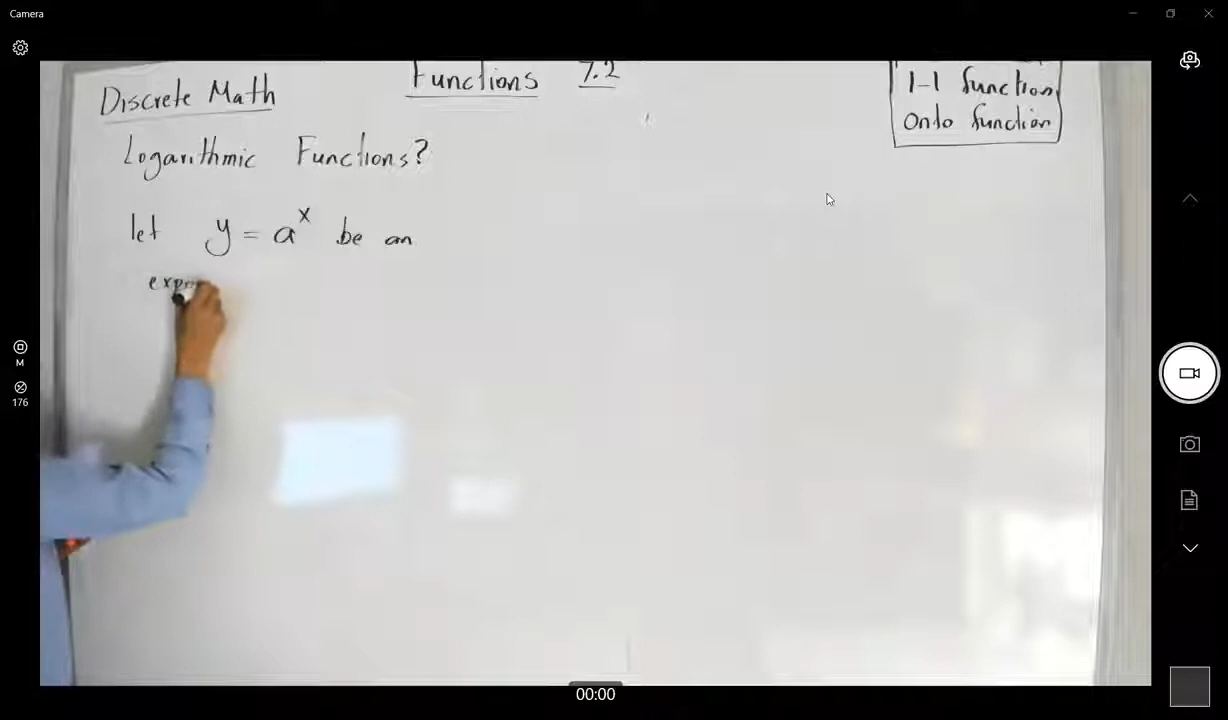 Camera
Discrete Math
Functions 7.2
1-1 function
onto function
Logarithmic Functions?
let y = a^x be an
M
176
00:00